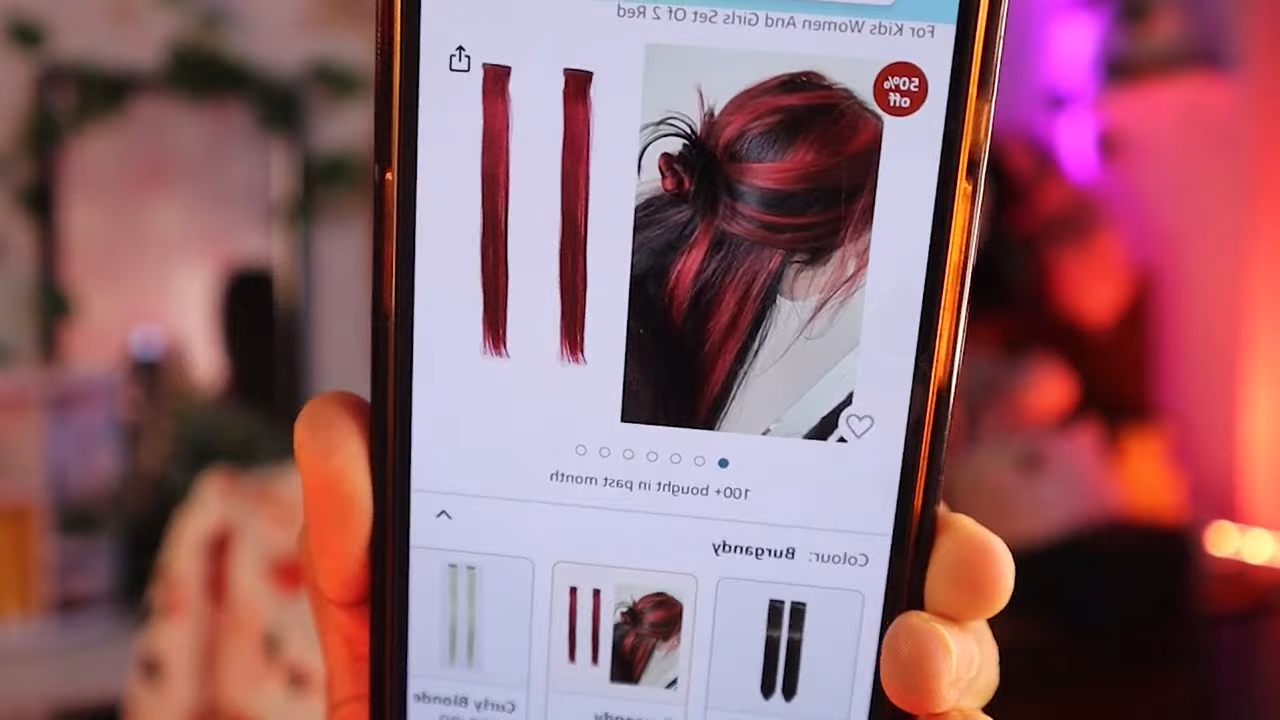 For Kids Women And Girls Set Of 2 Red
50%
off
100+ bought in past month
Colour: Burgandy
Burgandy
Curly Blonde